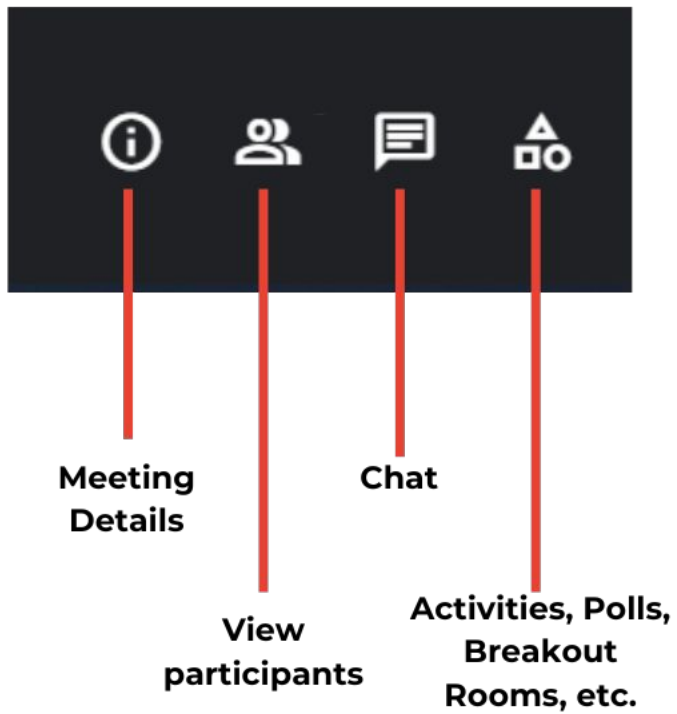 Meeting
Details
View
participants
Chat
Activities, Polls,
Breakout
Rooms, etc.